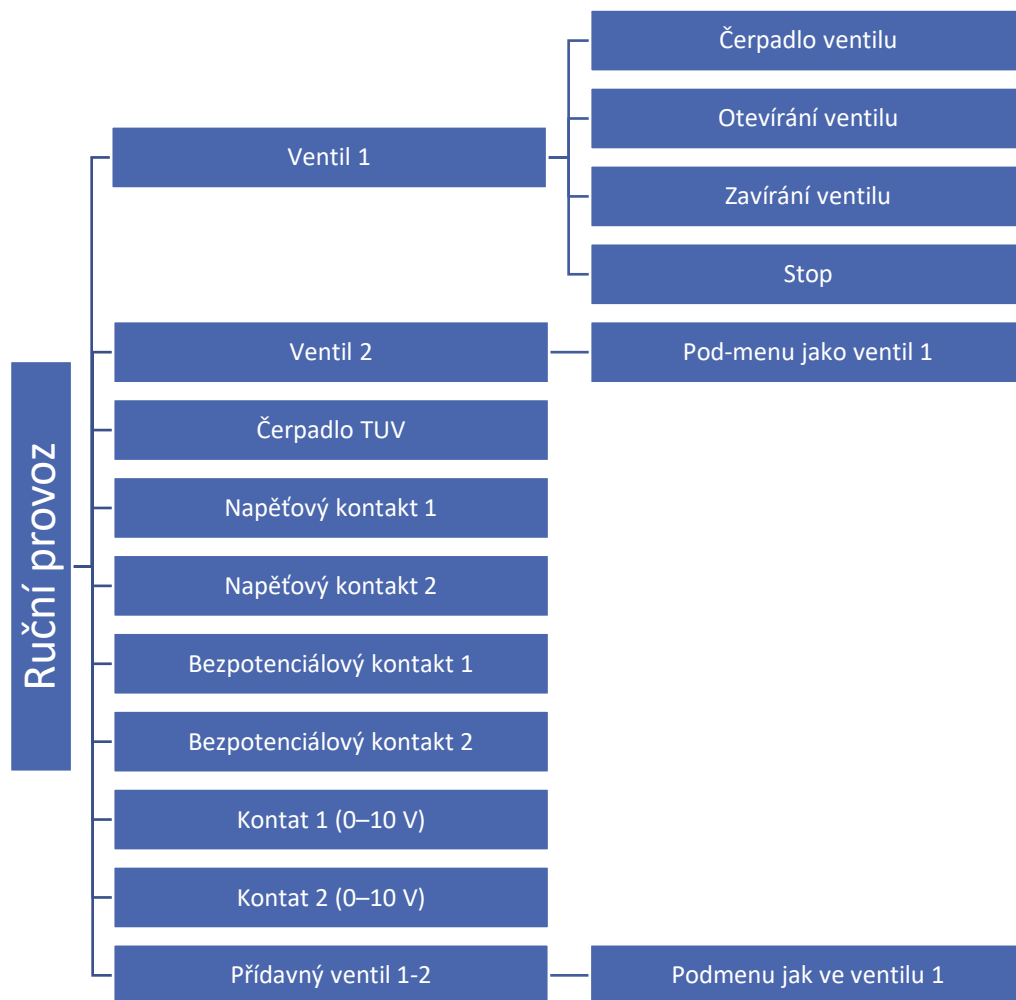 Ruční provoz
Ventil 1
Čerpadlo ventilu
Otevírání ventilu
Zavírání ventilu
Stop
Ventil 2
Pod-menu jako ventil 1
Čerpadlo TUV
Napěťový kontakt 1
Napěťový kontakt 2
Bezpotenciálový kontakt 1
Bezpotenciálový kontakt 2
Kontat 1 (0–10 V)
Kontat 2 (0–10 V)
Přídavný ventil 1-2
Podmenu jak ve ventilu 1